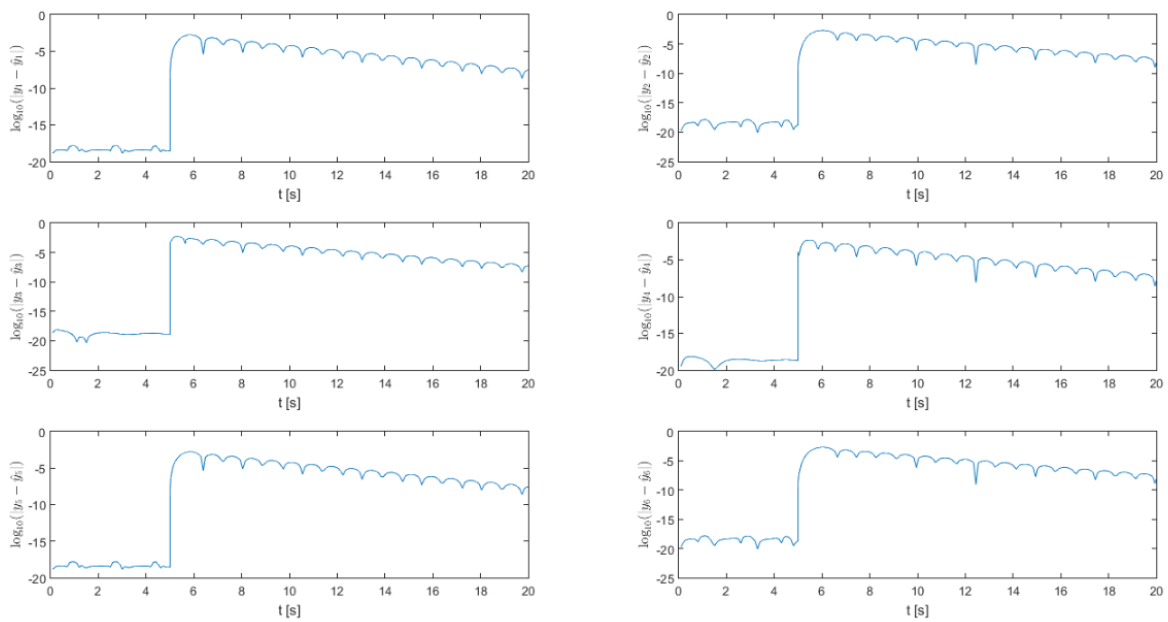 log₁₀(|y₁ − ŷ₁|)
0
-5
-10
-15
-20
0 2 4 6 8 10 12 14 16 18 20
t [s]
log₁₀(|y₂ − ŷ₂|)
0
-5
-10
-15
-20
-25
0 2 4 6 8 10 12 14 16 18 20
t [s]
log₁₀(|y₃ − ŷ₃|)
0
-5
-10
-15
-20
-25
0 2 4 6 8 10 12 14 16 18 20
t [s]
log₁₀(|y₄ − ŷ₄|)
0
-5
-10
-15
-20
0 2 4 6 8 10 12 14 16 18 20
t [s]
log₁₀(|y₅ − ŷ₅|)
0
-5
-10
-15
-20
0 2 4 6 8 10 12 14 16 18 20
t [s]
log₁₀(|y₆ − ŷ₆|)
0
-5
-10
-15
-20
-25
0 2 4 6 8 10 12 14 16 18 20
t [s]